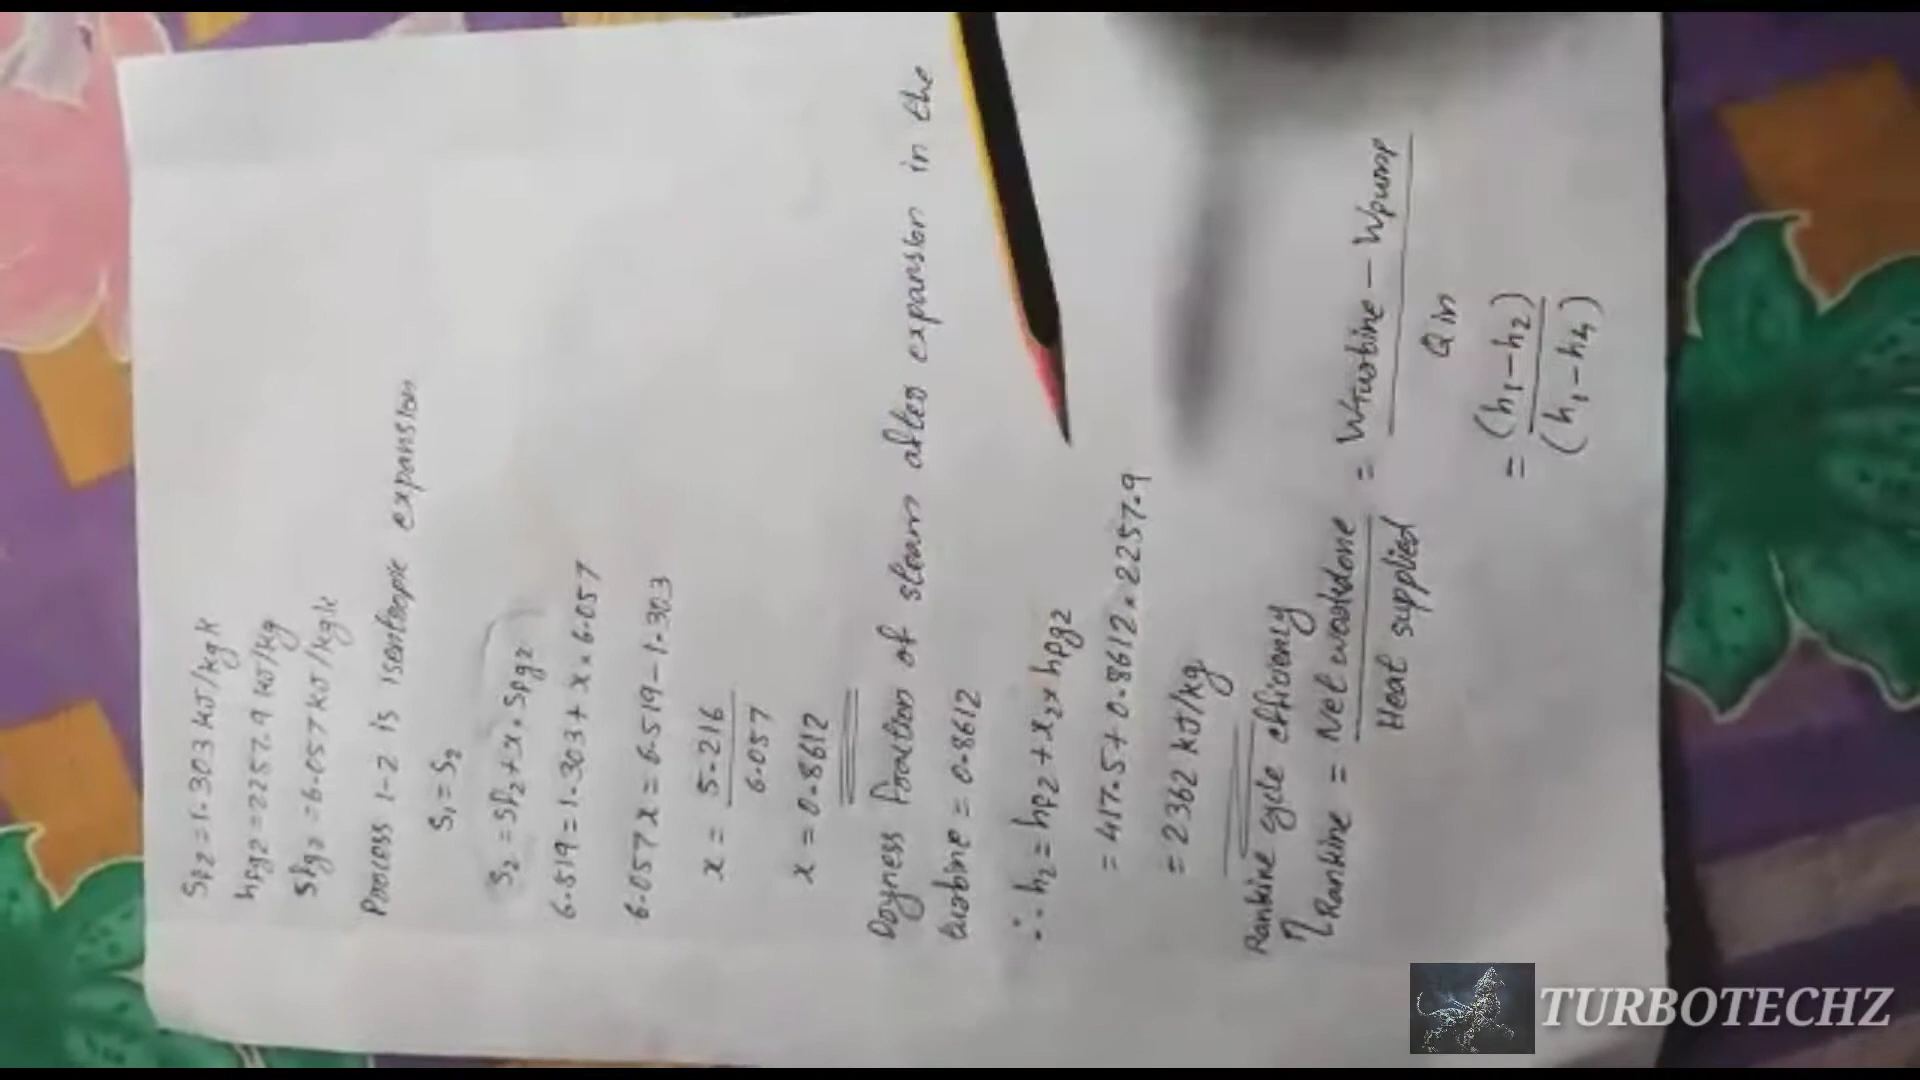 Sf2 = 1.303 kJ/kg K
hfg2 = 2257.9 kJ/kg
Sfg2 = 6.057 kJ/kgk
Process 1-2 is isentropic expansion
S1 = S2
S2 = Sf2 + x × Sfg2
6.519 = 1.303 + x × 6.057
6.057 x = 6.519 - 1.303
x = 5.216
6.057
x = 0.8612
Dryness fraction of steam after expansion in the
turbine = 0.8612
∴ h2 = hf2 + x2 × hfg2
= 417.5 + 0.8612 × 2257.9
= 2362 kJ/kg
Rankine cycle efficiency
η Rankine = Net workdone = Wturbine - Wpump
Heat supplied Q in
= (h1 - h2)
(h1 - h4)
TURBOTECHZ